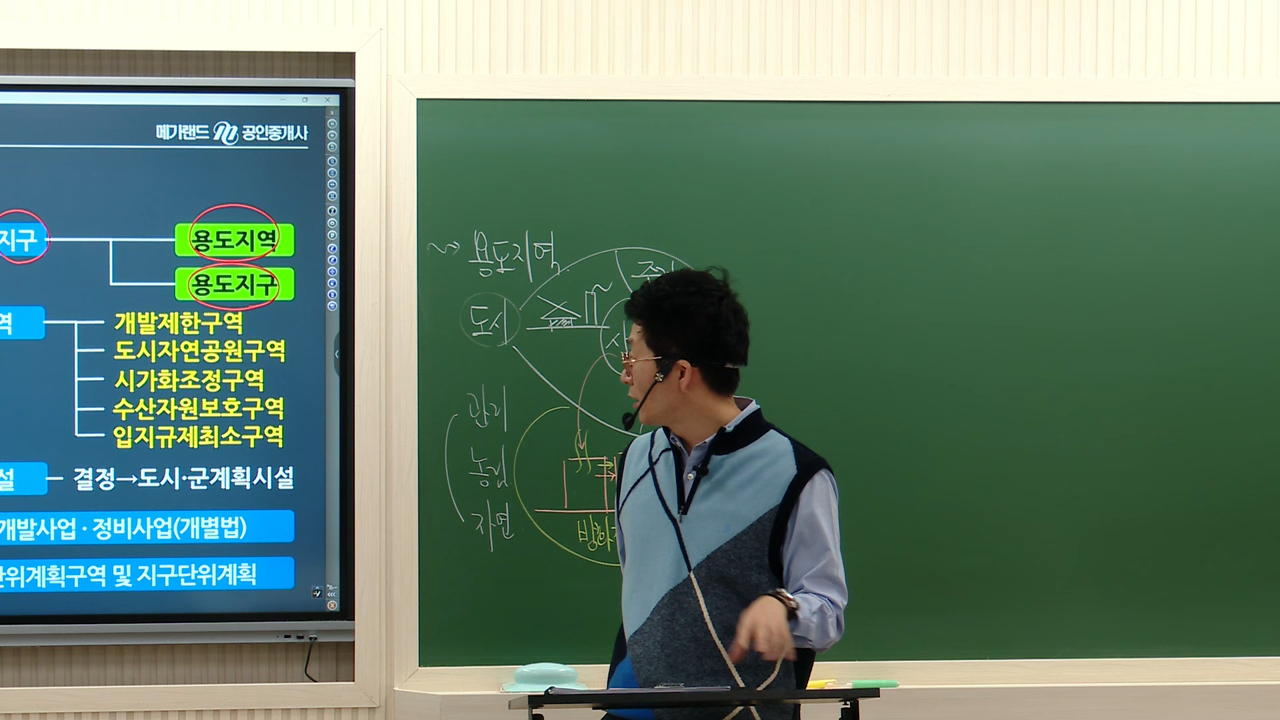 메가랜드 공인중개사
지구
용도지역
용도지구
역
개발제한구역
도시자연공원구역
시가화조정구역
수산자원보호구역
입지규제최소구역
설
결정→도시·군계획시설
개발사업·정비사업(개별법)
단위계획구역 및 지구단위계획
용도지역
도시
관리
농림
자연